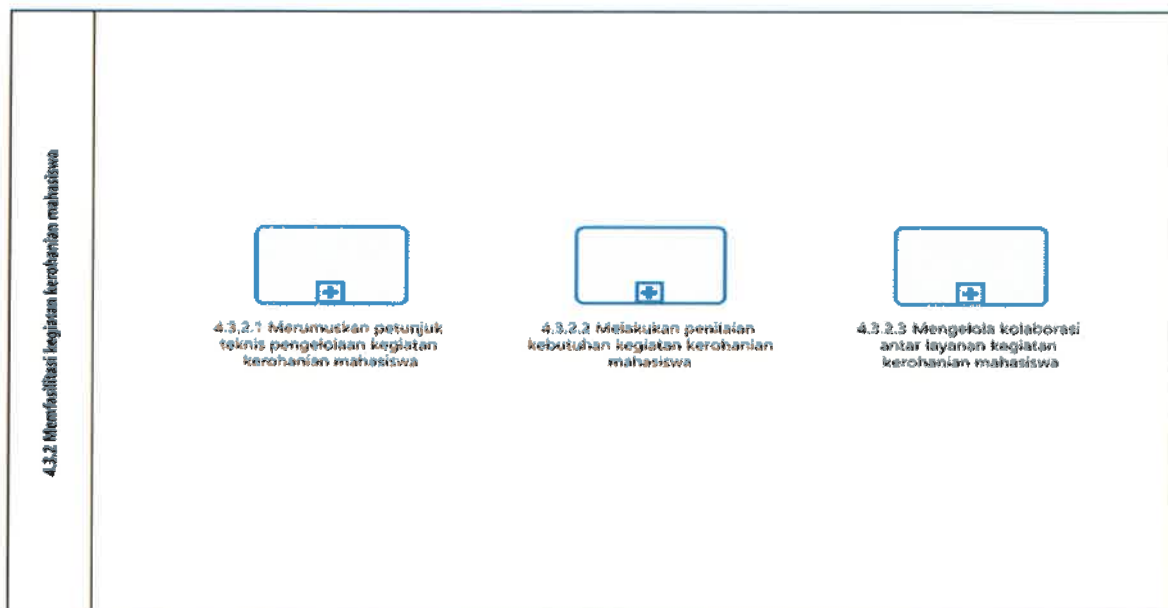 4.3.2 Memfasilitasi kegiatan kerohanian mahasiswa
4.3.2.1 Merumuskan petunjuk
teknis pengelolaan kegiatan
kerohanian mahasiswa
4.3.2.2 Melakukan penilaian
kebutuhan kegiatan kerohanian
mahasiswa
4.3.2.3 Mengelola kolaborasi
antar layanan kegiatan
kerohanian mahasiswa